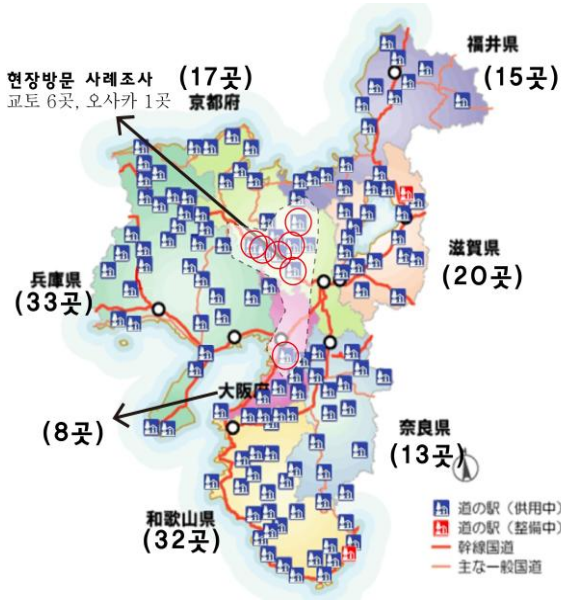 福井県
(15곳)
현장방문 사례조사
교토 6곳, 오사카 1곳
(17곳)
京都府
滋賀県
(20곳)
兵庫県
(33곳)
大阪府
(8곳)
奈良県
(13곳)
和歌山県
(32곳)
道の駅(供用中)
道の駅(整備中)
幹線国道
主な一般国道